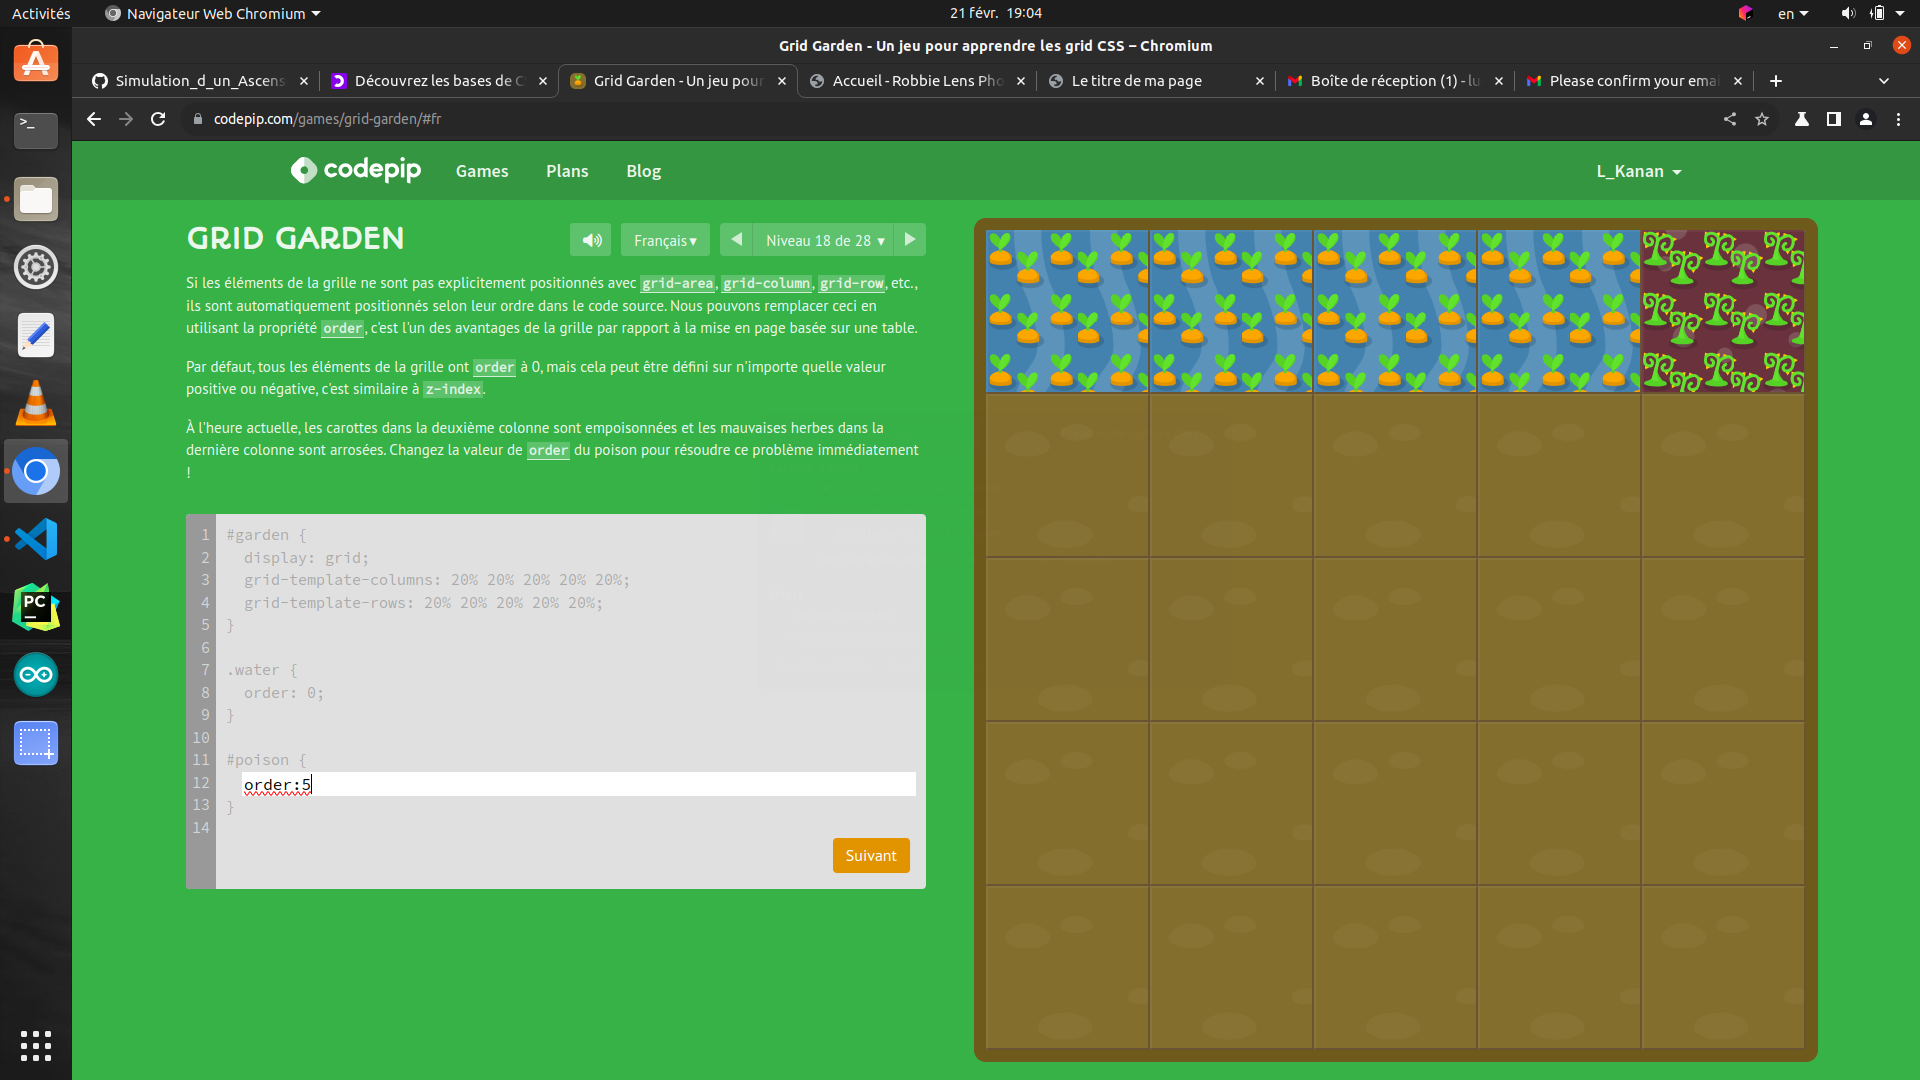 Activités
Navigateur Web Chromium
21 févr. 19:04
en
Grid Garden - Un jeu pour apprendre les grid CSS – Chromium
Simulation_d_un_Ascens
Découvrez les bases de C
Grid Garden - Un jeu pour
Accueil - Robbie Lens Pho
Le titre de ma page
Boîte de réception (1) - lu
Please confirm your emai
codepip.com/games/grid-garden/#fr
codepip
Games
Plans
Blog
L_Kanan
GRID GARDEN
Français
Niveau 18 de 28
Si les éléments de la grille ne sont pas explicitement positionnés avec grid-area, grid-column, grid-row, etc.,
ils sont automatiquement positionnés selon leur ordre dans le code source. Nous pouvons remplacer ceci en
utilisant la propriété order, c'est l'un des avantages de la grille par rapport à la mise en page basée sur une table.
Par défaut, tous les éléments de la grille ont order à 0, mais cela peut être défini sur n'importe quelle valeur
positive ou négative, c'est similaire à z-index.
À l'heure actuelle, les carottes dans la deuxième colonne sont empoisonnées et les mauvaises herbes dans la
dernière colonne sont arrosées. Changez la valeur de order du poison pour résoudre ce problème immédiatement
!
1 #garden {
2 display: grid;
3 grid-template-columns: 20% 20% 20% 20% 20%;
4 grid-template-rows: 20% 20% 20% 20% 20%;
5 }
6
7 .water {
8 order: 0;
9 }
10
11 #poison {
12 order:5
13 }
14
Suivant
PC